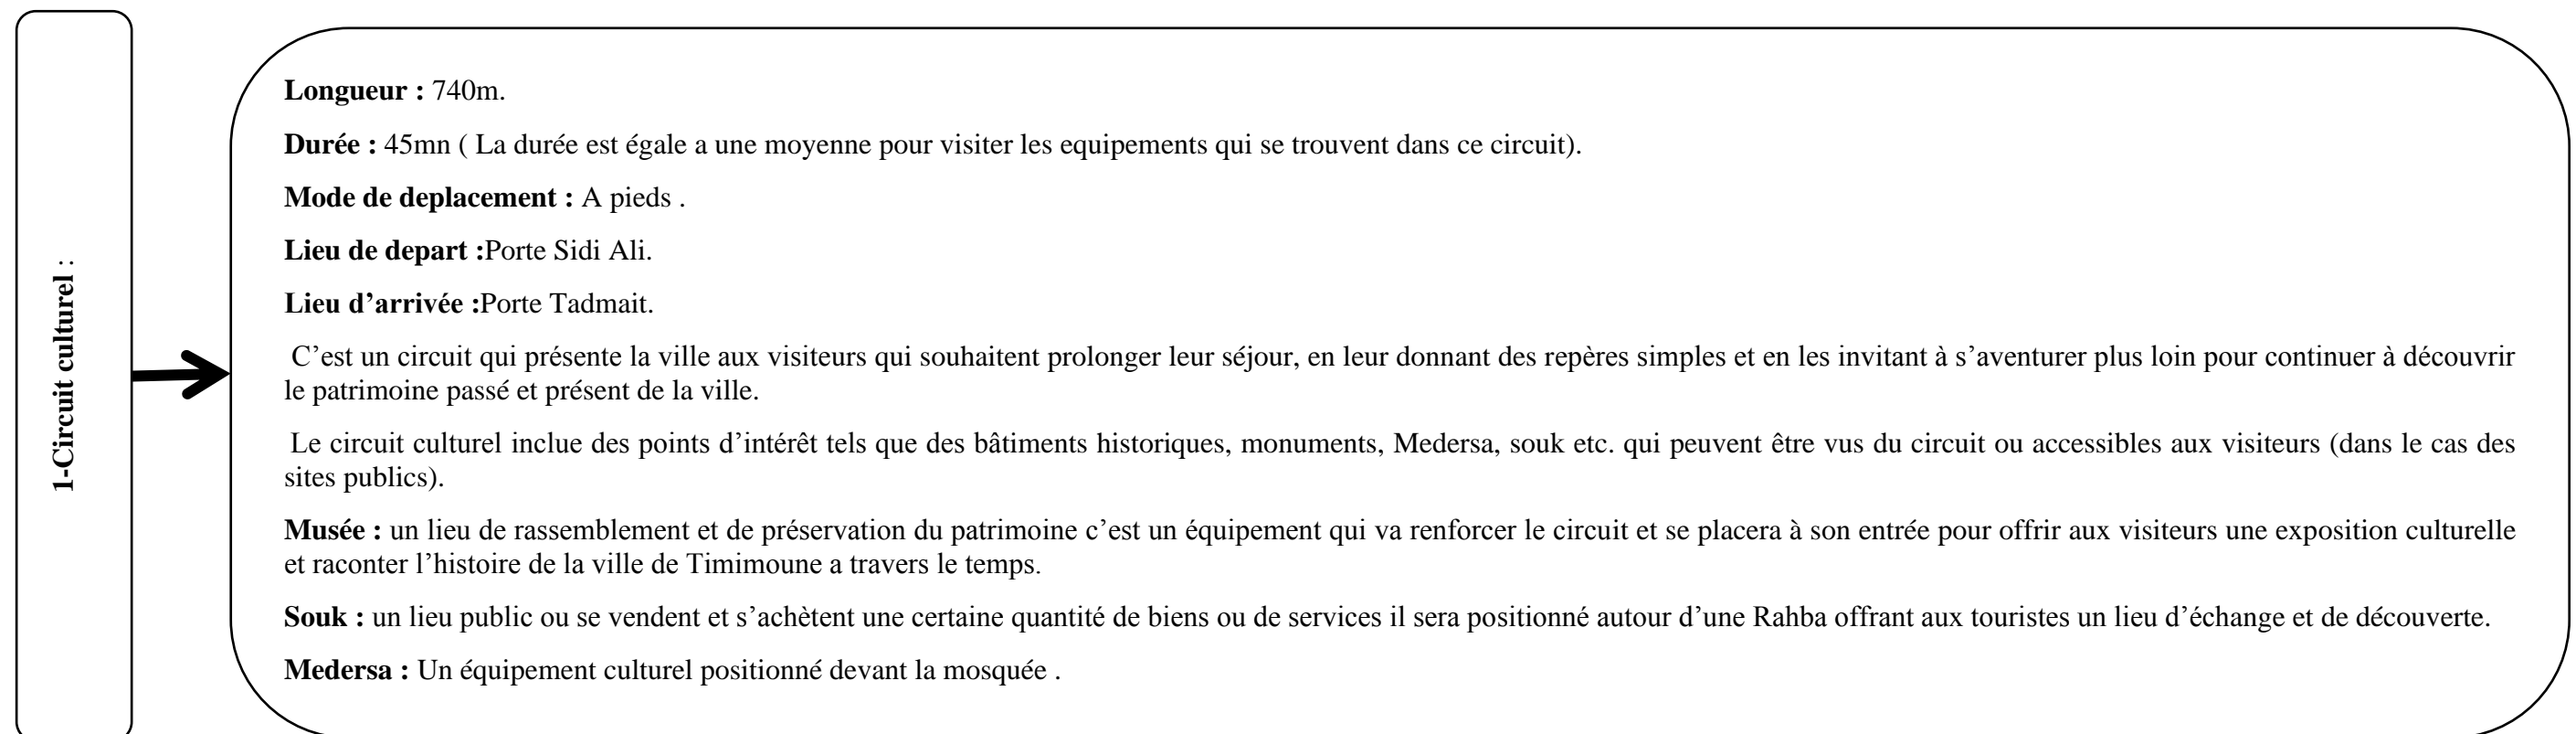 1-Circuit culturel :
Longueur : 740m.
Durée : 45mn ( La durée est égale a une moyenne pour visiter les equipements qui se trouvent dans ce circuit).
Mode de deplacement : A pieds .
Lieu de depart :Porte Sidi Ali.
Lieu d’arrivée :Porte Tadmait.
C’est un circuit qui présente la ville aux visiteurs qui souhaitent prolonger leur séjour, en leur donnant des repères simples et en les invitant à s’aventurer plus loin pour continuer à découvrir
le patrimoine passé et présent de la ville.
Le circuit culturel inclue des points d’intérêt tels que des bâtiments historiques, monuments, Medersa, souk etc. qui peuvent être vus du circuit ou accessibles aux visiteurs (dans le cas des
sites publics).
Musée : un lieu de rassemblement et de préservation du patrimoine c’est un équipement qui va renforcer le circuit et se placera à son entrée pour offrir aux visiteurs une exposition culturelle
et raconter l’histoire de la ville de Timimoune a travers le temps.
Souk : un lieu public ou se vendent et s’achètent une certaine quantité de biens ou de services il sera positionné autour d’une Rahba offrant aux touristes un lieu d’échange et de découverte.
Medersa : Un équipement culturel positionné devant la mosquée .